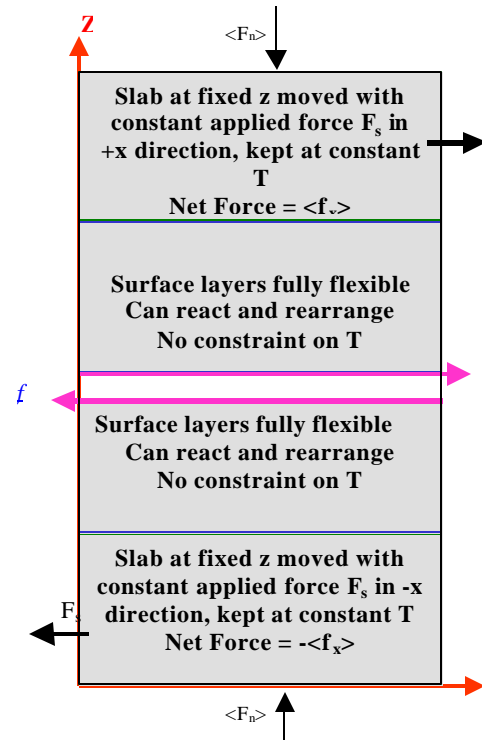 Z
<Fₙ>
Slab at fixed z moved with
constant applied force Fₛ in
+x direction, kept at constant
T
Net Force = <fₓ>
Surface layers fully flexible
Can react and rearrange
No constraint on T
f
Surface layers fully flexible
Can react and rearrange
No constraint on T
Slab at fixed z moved with
constant applied force Fₛ in -x
direction, kept at constant T
Net Force = -<fₓ>
Fₛ
<Fₙ>